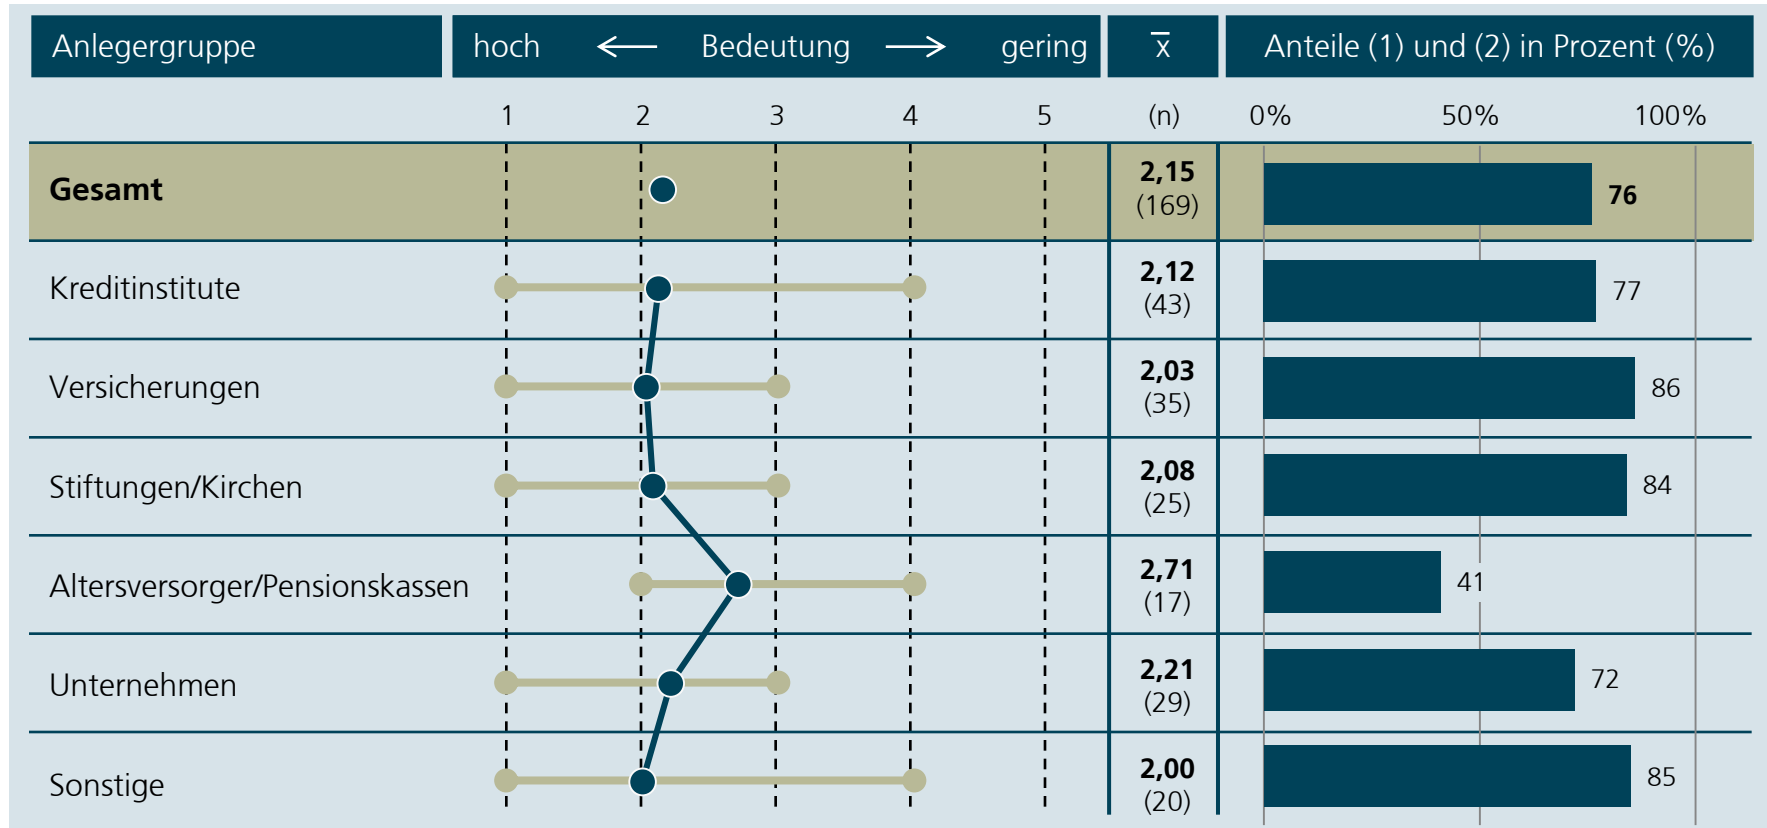 Anlegergruppe hoch ← Bedeutung → gering x̅ Anteile (1) und (2) in Prozent (%)
1 2 3 4 5 (n) 0% 50% 100%
Gesamt 2,15 76
(169)
Kreditinstitute 2,12 77
(43)
Versicherungen 2,03 86
(35)
Stiftungen/Kirchen 2,08 84
(25)
Altersversorger/Pensionskassen 2,71 41
(17)
Unternehmen 2,21 72
(29)
Sonstige 2,00 85
(20)